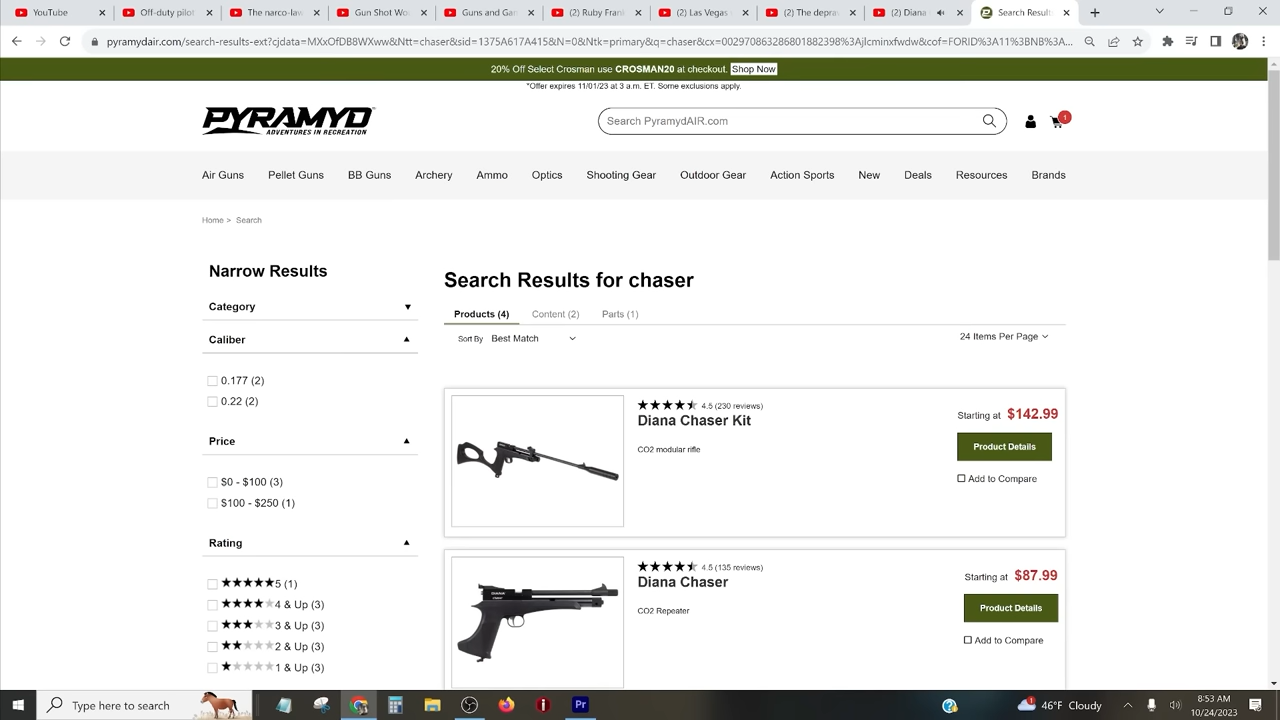 YouTube
Off-duty pilot
The narco-law
Gun Shot Wou
Guns and Gar
(2) Ruby Fran
(2) Las Vegas
(2) The depra
(2) Diana
Search Result
pyramydair.com/search-results-ext?cjdata=MXxOfDB8WXww&Ntt=chaser&sid=1375A617A415&N=0&Ntk=primary&q=chaser&cx=002970863286801882398%3Ajlcminxfwdw&cof=FORID%3A11%3BNB%3A...
20% Off Select Crosman use CROSMAN20 at checkout. Shop Now
*Offer expires 11/01/23 at 3 a.m. ET. Some exclusions apply.
PYRAMYD
ADVENTURES IN RECREATION
Search PyramydAIR.com
1
Air Guns Pellet Guns BB Guns Archery Ammo Optics Shooting Gear Outdoor Gear Action Sports New Deals Resources Brands
Home > Search
Narrow Results
Category
Caliber
0.177 (2)
0.22 (2)
Price
$0 - $100 (3)
$100 - $250 (1)
Rating
★★★★★5 (1)
★★★★★4 & Up (3)
★★★★★3 & Up (3)
★★★★★2 & Up (3)
★★★★★1 & Up (3)
Search Results for chaser
Products (4) Content (2) Parts (1)
Sort By Best Match
24 Items Per Page
4.5 (230 reviews)
Diana Chaser Kit
CO2 modular rifle
Starting at $142.99
Product Details
Add to Compare
4.5 (135 reviews)
Diana Chaser
CO2 Repeater
Starting at $87.99
Product Details
Add to Compare
Type here to search
Pr
1
46°F Cloudy
8:53 AM
10/24/2023